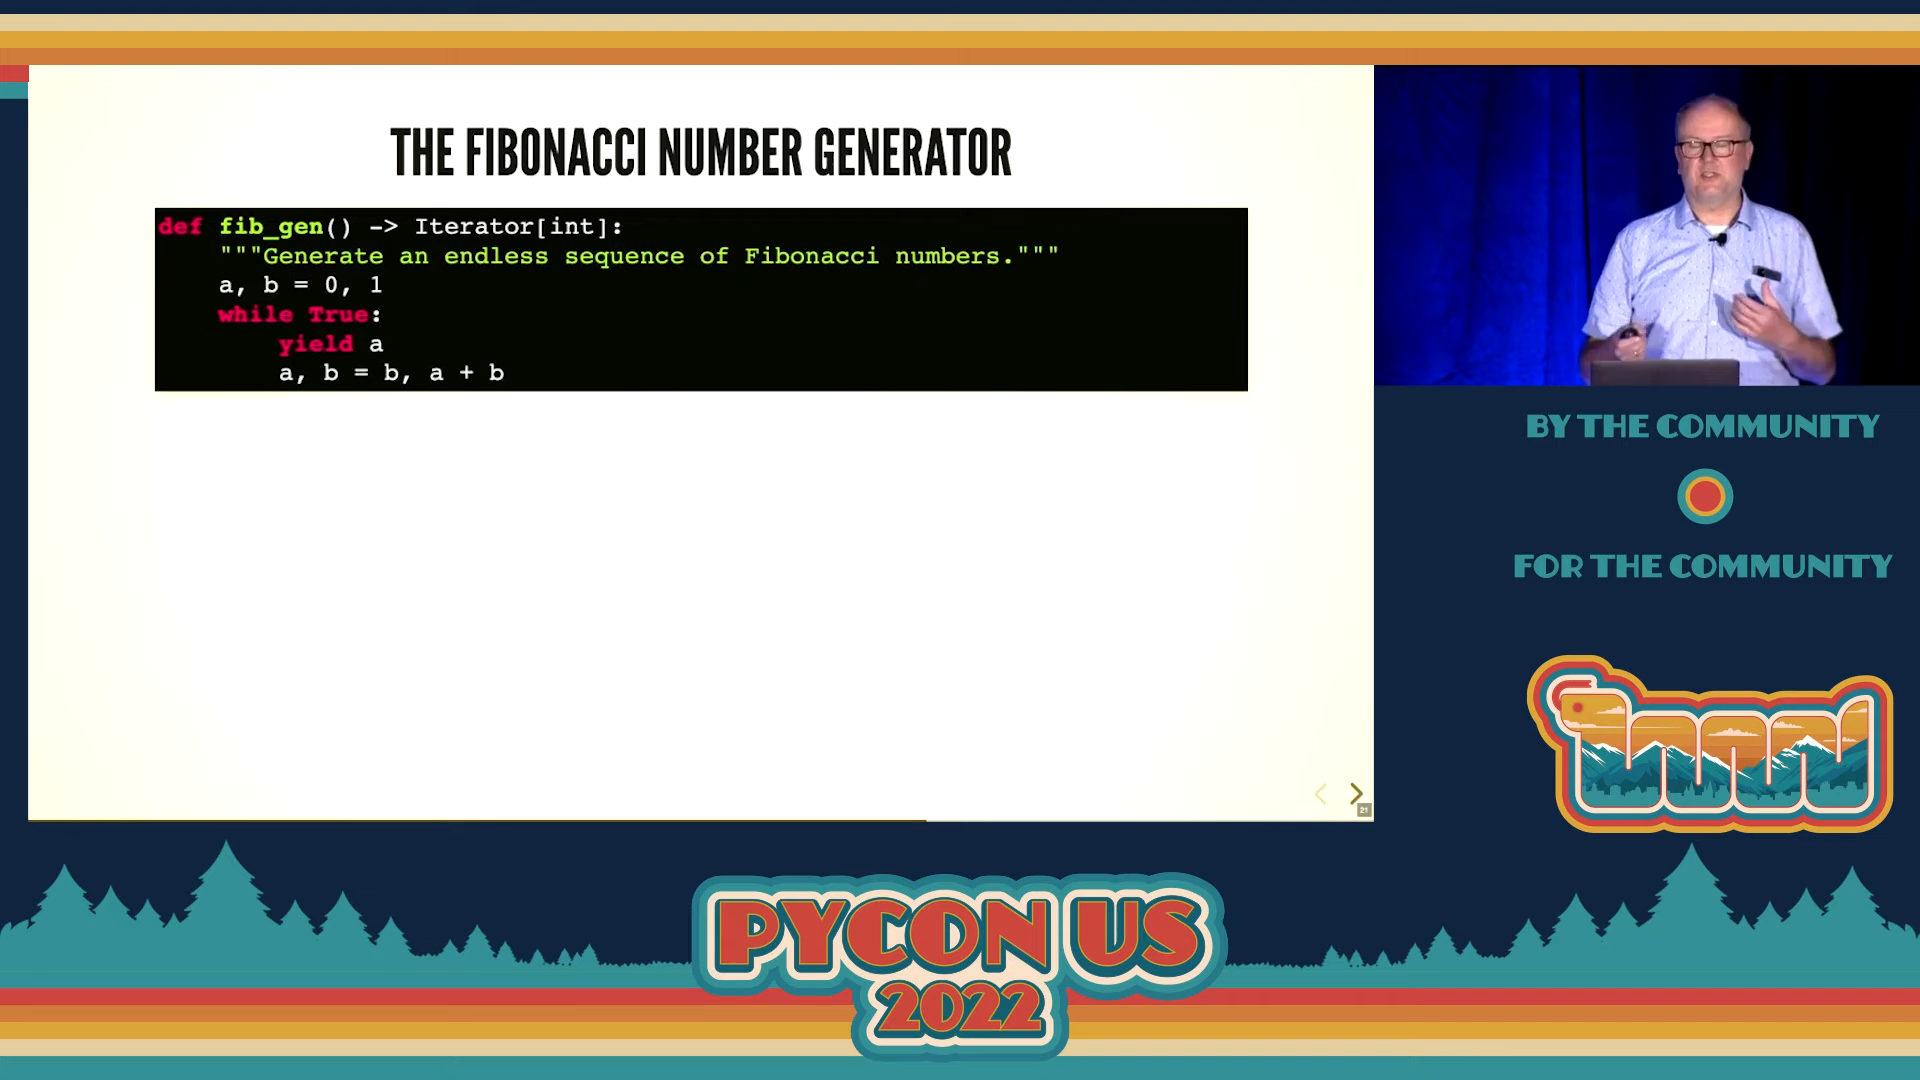 THE FIBONACCI NUMBER GENERATOR
def fib_gen() -> Iterator[int]:
    """Generate an endless sequence of Fibonacci numbers."""
    a, b = 0, 1
    while True:
        yield a
        a, b = b, a + b
21
BY THE COMMUNITY
FOR THE COMMUNITY
PYCON US
2022